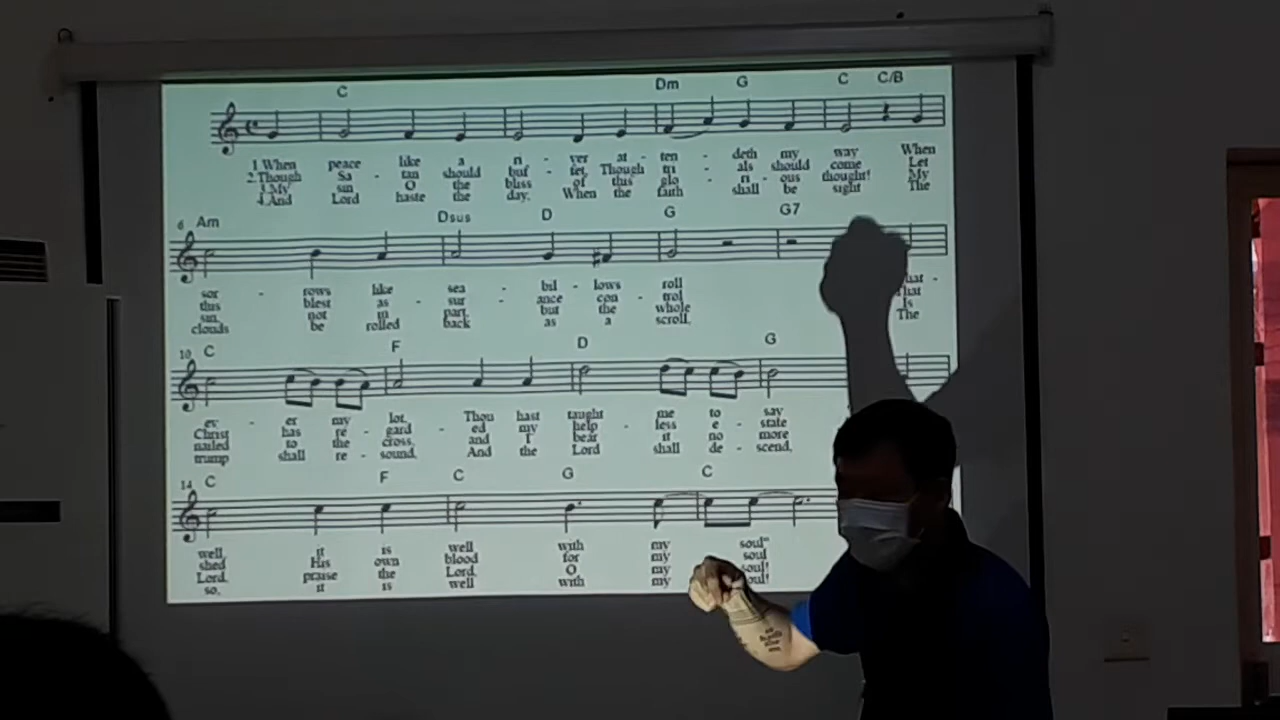 C Dm G C C/B
1.When peace like a ri - ver at - ten - deth my way When
2.Though Sa - tan should buf - fet, Though tri - als should come Let
3.My sin O the bliss of this glo - ri - ous thought! My
4.And Lord haste the day, When the faith shall be sight The
6 Am Dsus D G G7
sor - rows like sea - bil - lows roll
this blest as - sur - ance con - trol That
sin, not in part but the whole Is
clouds be rolled back as a scroll, The
10 C F D G
ev - er my lot, Thou hast taught me to say
Christ has re - gard - ed my help - less e - state
nailed to the cross, and I bear it no more
trump shall re - sound, And the Lord shall de - scend,
14 C F C G C
well, it is well with my soul"
shed His own blood for my soul
Lord, praise the Lord, O my soul!
so, it is well with my soul!